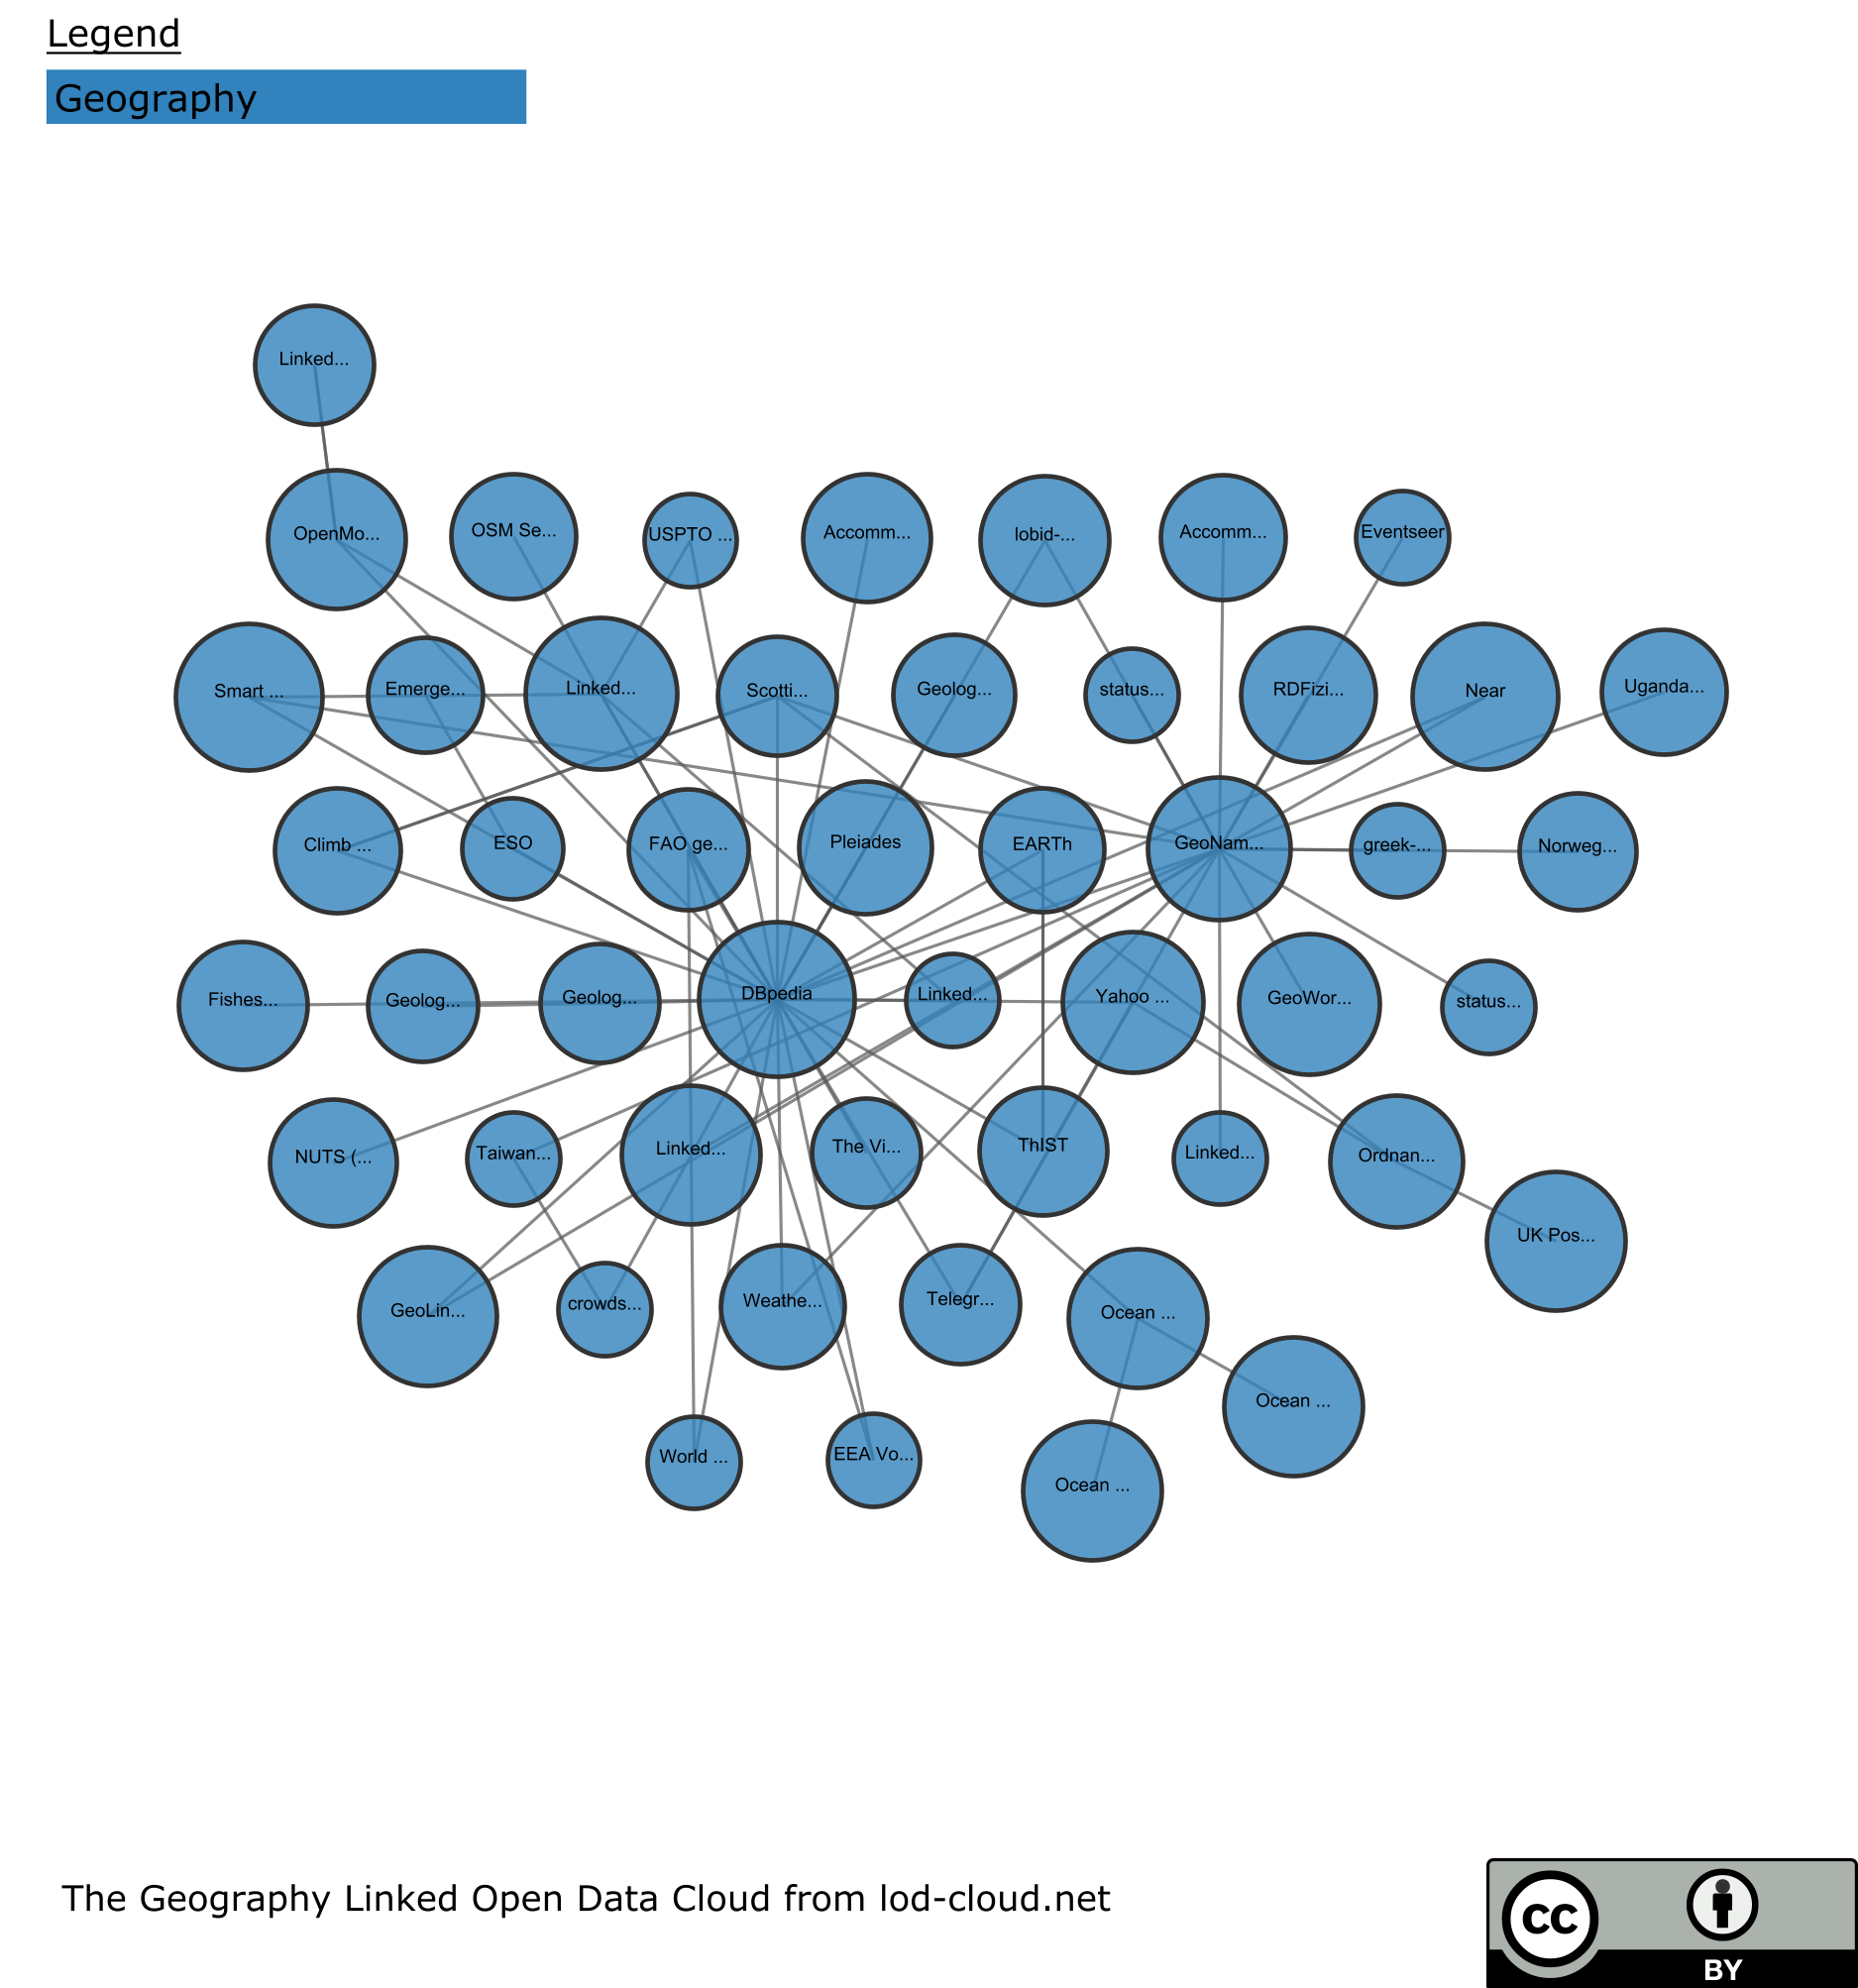 Legend
Geography
Linked...
OpenMo...
OSM Se...
USPTO ...
Accomm...
lobid-...
Accomm...
Eventseer
Smart ...
Emerge...
Linked...
Scotti...
Geolog...
status...
RDFizi...
Near
Uganda...
Climb ...
ESO
FAO ge...
Pleiades
EARTh
GeoNam...
greek-...
Norweg...
Fishes...
Geolog...
Geolog...
DBpedia
Linked...
Yahoo ...
GeoWor...
status...
NUTS (...
Taiwan...
Linked...
The Vi...
ThIST
Linked...
Ordnan...
UK Pos...
GeoLin...
crowds...
Weathe...
Telegr...
Ocean ...
Ocean ...
World ...
EEA Vo...
Ocean ...
The Geography Linked Open Data Cloud from lod-cloud.net
cc
BY